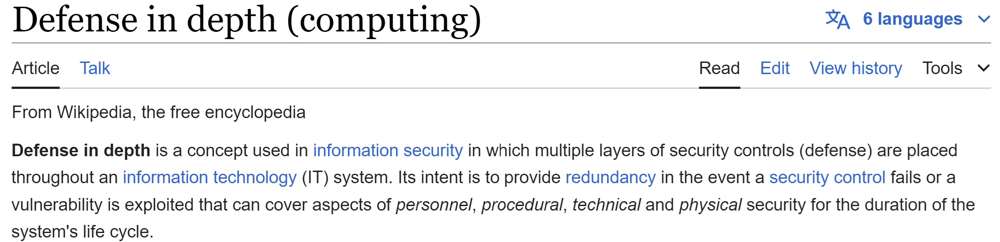 Defense in depth (computing)
6 languages
Article Talk Read Edit View history Tools
From Wikipedia, the free encyclopedia
Defense in depth is a concept used in information security in which multiple layers of security controls (defense) are placed
throughout an information technology (IT) system. Its intent is to provide redundancy in the event a security control fails or a
vulnerability is exploited that can cover aspects of personnel, procedural, technical and physical security for the duration of the
system's life cycle.